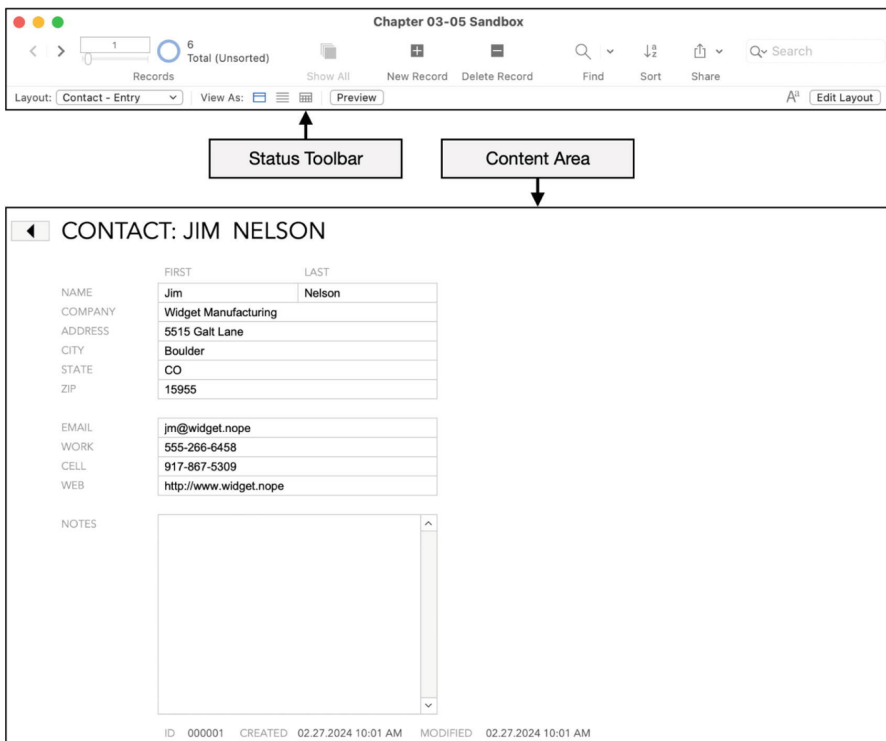 Chapter 03-05 Sandbox
1
6
Total (Unsorted)
Search
Records
Show All
New Record
Delete Record
Find
Sort
Share
Layout: Contact - Entry
View As:
Preview
Aa
Edit Layout
Status Toolbar
Content Area
CONTACT: JIM NELSON
FIRST LAST
NAME Jim Nelson
COMPANY Widget Manufacturing
ADDRESS 5515 Galt Lane
CITY Boulder
STATE CO
ZIP 15955
EMAIL jm@widget.nope
WORK 555-266-6458
CELL 917-867-5309
WEB http://www.widget.nope
NOTES
ID 000001 CREATED 02.27.2024 10:01 AM MODIFIED 02.27.2024 10:01 AM